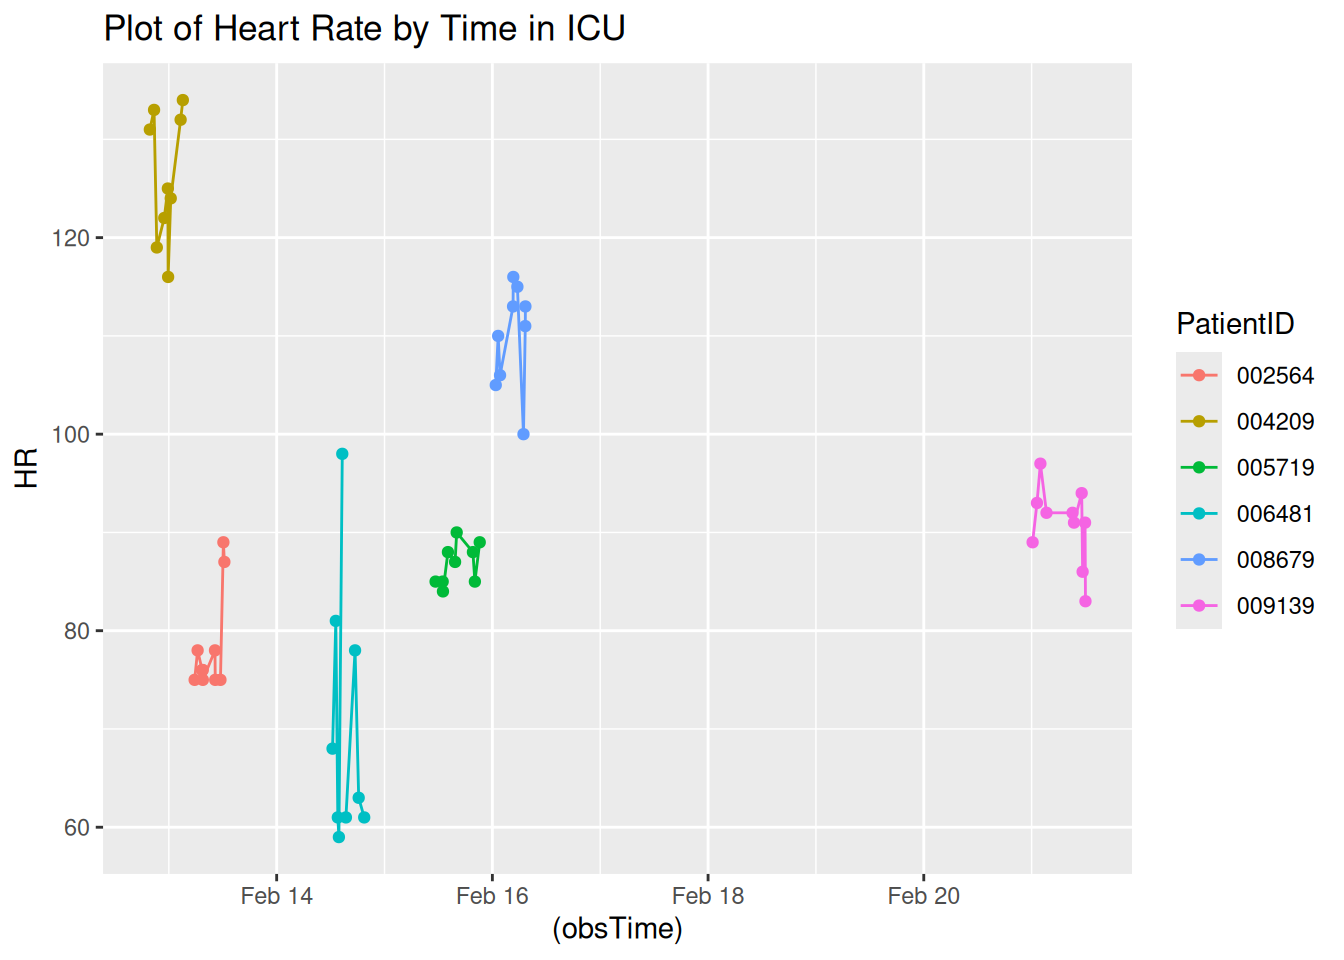 Plot of Heart Rate by Time in ICU
HR
120
100
80
60
Feb 14
Feb 16
Feb 18
Feb 20
(obsTime)
PatientID
002564
004209
005719
006481
008679
009139